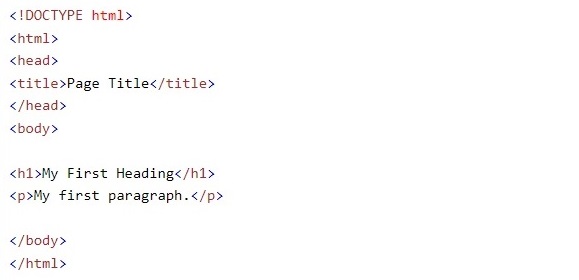 <!DOCTYPE html>
<html>
<head>
<title>Page Title</title>
</head>
<body>
<h1>My First Heading</h1>
<p>My first paragraph.</p>
</body>
</html>